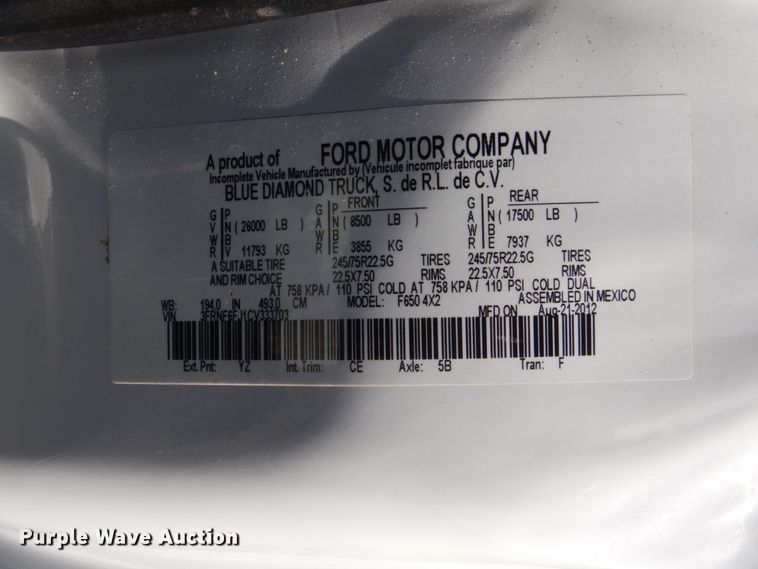 A product of FORD MOTOR COMPANY
Incomplete Vehicle Manufactured by (Vehicule incomplet fabrique par)
BLUE DIAMOND TRUCK, S. de R.L. de C.V.
FRONT REAR
G P G P G P
V N ( 26000 LB ) A N ( 8500 LB ) A N ( 17500 LB )
W B W B W B
R V 11793 KG R E 3855 KG R E 7937 KG
A SUITABLE TIRE 245/75R22.5G TIRES 245/75R22.5G TIRES
AND RIM CHOICE 22.5X7.50 RIMS 22.5X7.50 RIMS
AT 758 KPA/ 110 PSI COLD AT 758 KPA/ 110 PSI COLD DUAL
WB: 194.0 IN 493.0 CM MODEL: F650 4X2 ASSEMBLED IN MEXICO
VIN 3FRNF6FJ1CV333703 MFD ON Aug-21-2012
Ext. Pnt: YZ Int. Trim: CE Axle: 5B Tran: F
Purple Wave Auction